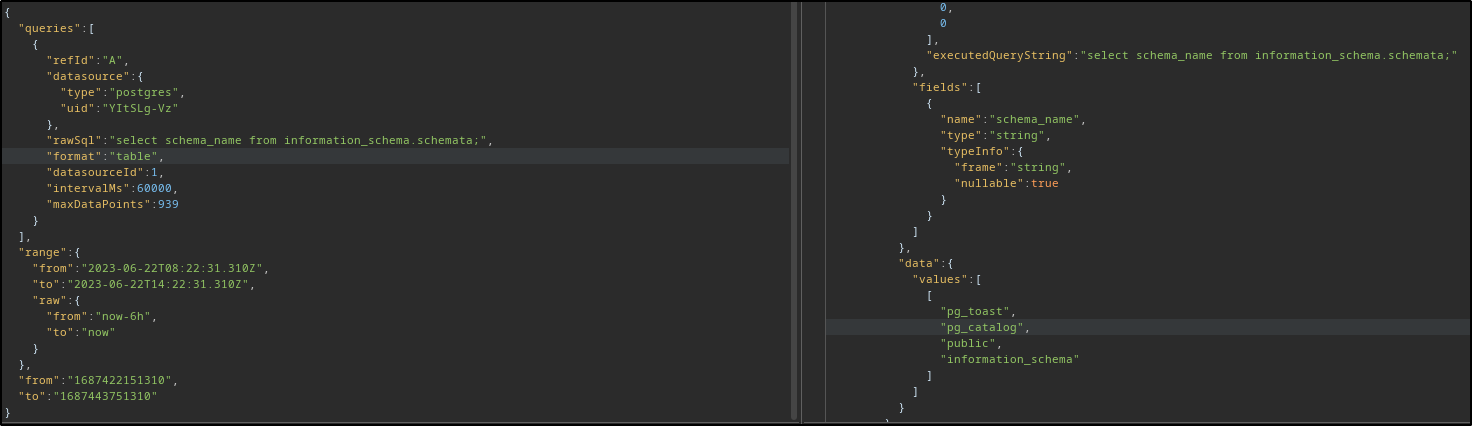 {
"queries":[
{
"refId":"A",
"datasource":{
"type":"postgres",
"uid":"YItSLg-Vz"
},
"rawSql":"select schema_name from information_schema.schemata;",
"format":"table",
"datasourceId":1,
"intervalMs":60000,
"maxDataPoints":939
}
],
"range":{
"from":"2023-06-22T08:22:31.310Z",
"to":"2023-06-22T14:22:31.310Z",
"raw":{
"from":"now-6h",
"to":"now"
}
},
"from":"1687422151310",
"to":"1687443751310"
}
0,
0
],
"executedQueryString":"select schema_name from information_schema.schemata;"
},
"fields":[
{
"name":"schema_name",
"type":"string",
"typeInfo":{
"frame":"string",
"nullable":true
}
}
]
},
"data":{
"values":[
[
"pg_toast",
"pg_catalog",
"public",
"information_schema"
]
]
}